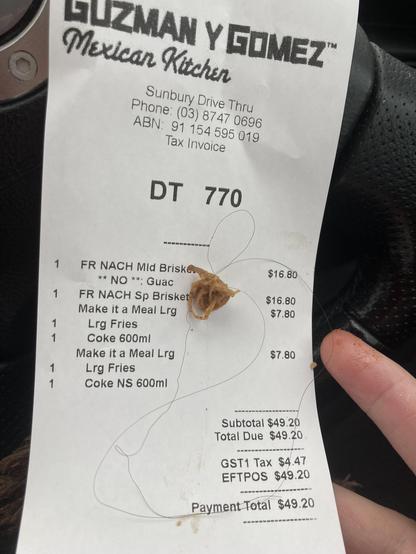 GUZMAN Y GOMEZ™
Mexican Kitchen
Sunbury Drive Thru
Phone: (03) 8747 0696
ABN: 91 154 595 019
Tax Invoice
DT 770
1 FR NACH Mld Briske $16.80
** NO **: Guac
1 FR NACH Sp Brisket $16.80
Make it a Meal Lrg $7.80
1 Lrg Fries
1 Coke 600ml
Make it a Meal Lrg $7.80
1 Lrg Fries
1 Coke NS 600ml
Subtotal $49.20
Total Due $49.20
GST1 Tax $4.47
EFTPOS $49.20
Payment Total $49.20